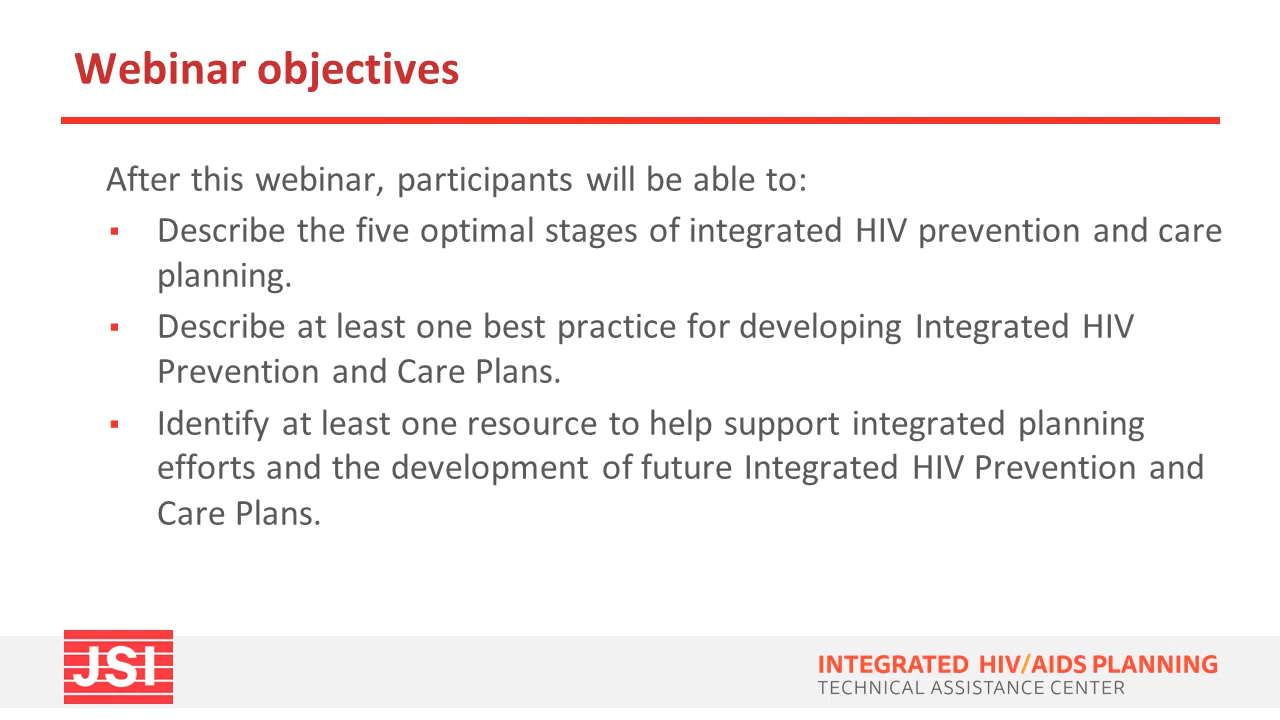 Webinar objectives
After this webinar, participants will be able to:
▪ Describe the five optimal stages of integrated HIV prevention and care
planning.
▪ Describe at least one best practice for developing Integrated HIV
Prevention and Care Plans.
▪ Identify at least one resource to help support integrated planning
efforts and the development of future Integrated HIV Prevention and
Care Plans.
JSI
INTEGRATED HIV/AIDS PLANNING
TECHNICAL ASSISTANCE CENTER